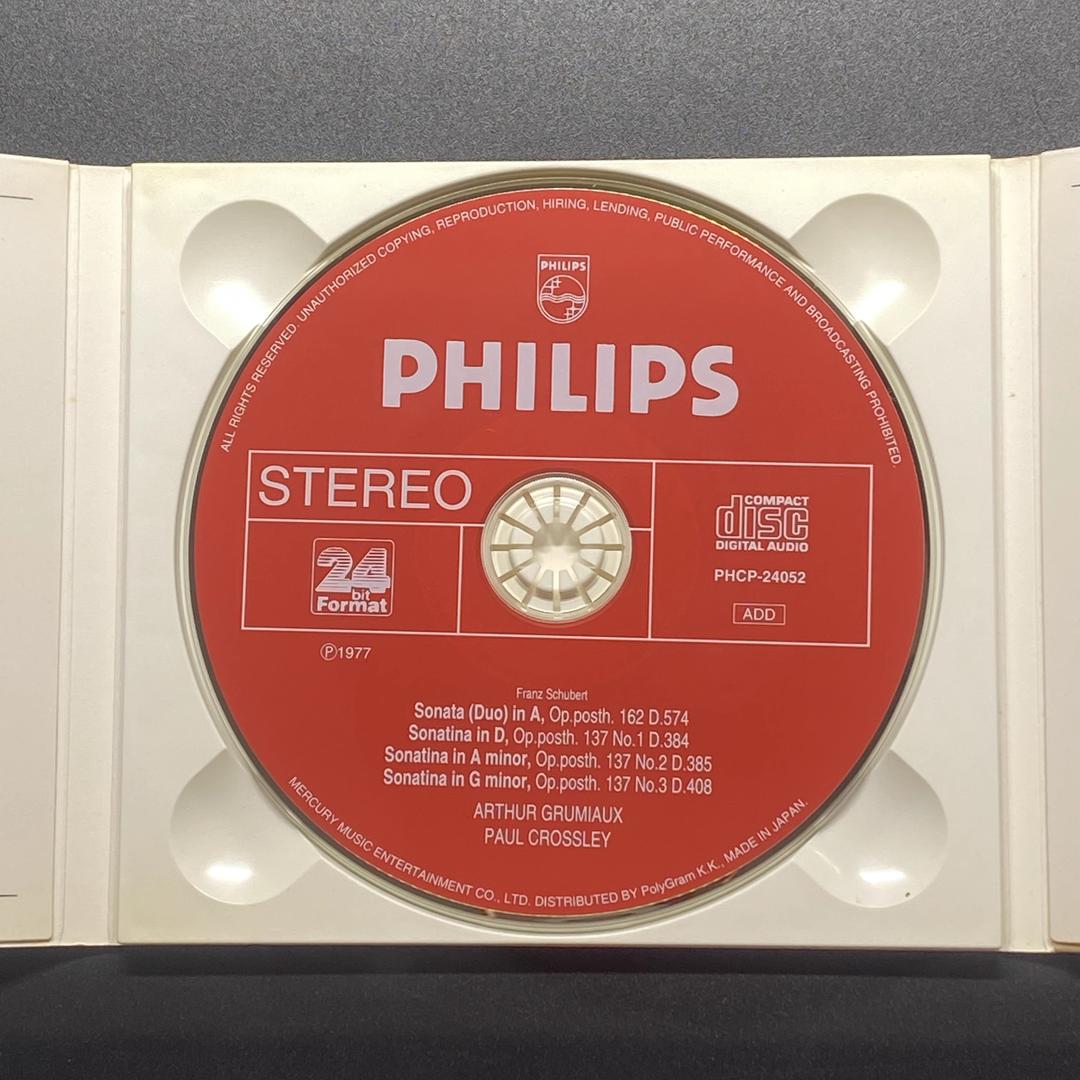 ALL RIGHTS RESERVED. UNAUTHORIZED COPYING, REPRODUCTION, HIRING, LENDING, PUBLIC PERFORMANCE AND BROADCASTING PROHIBITED.
PHILIPS
PHILIPS
STEREO
24
bit
Format
COMPACT
disc
DIGITAL AUDIO
PHCP-24052
ADD
Ⓟ1977
Franz Schubert
Sonata (Duo) in A, Op.posth. 162 D.574
Sonatina in D, Op.posth. 137 No.1 D.384
Sonatina in A minor, Op.posth. 137 No.2 D.385
Sonatina in G minor, Op.posth. 137 No.3 D.408
ARTHUR GRUMIAUX
PAUL CROSSLEY
MERCURY MUSIC ENTERTAINMENT CO., LTD. DISTRIBUTED BY PolyGram K.K., MADE IN JAPAN.